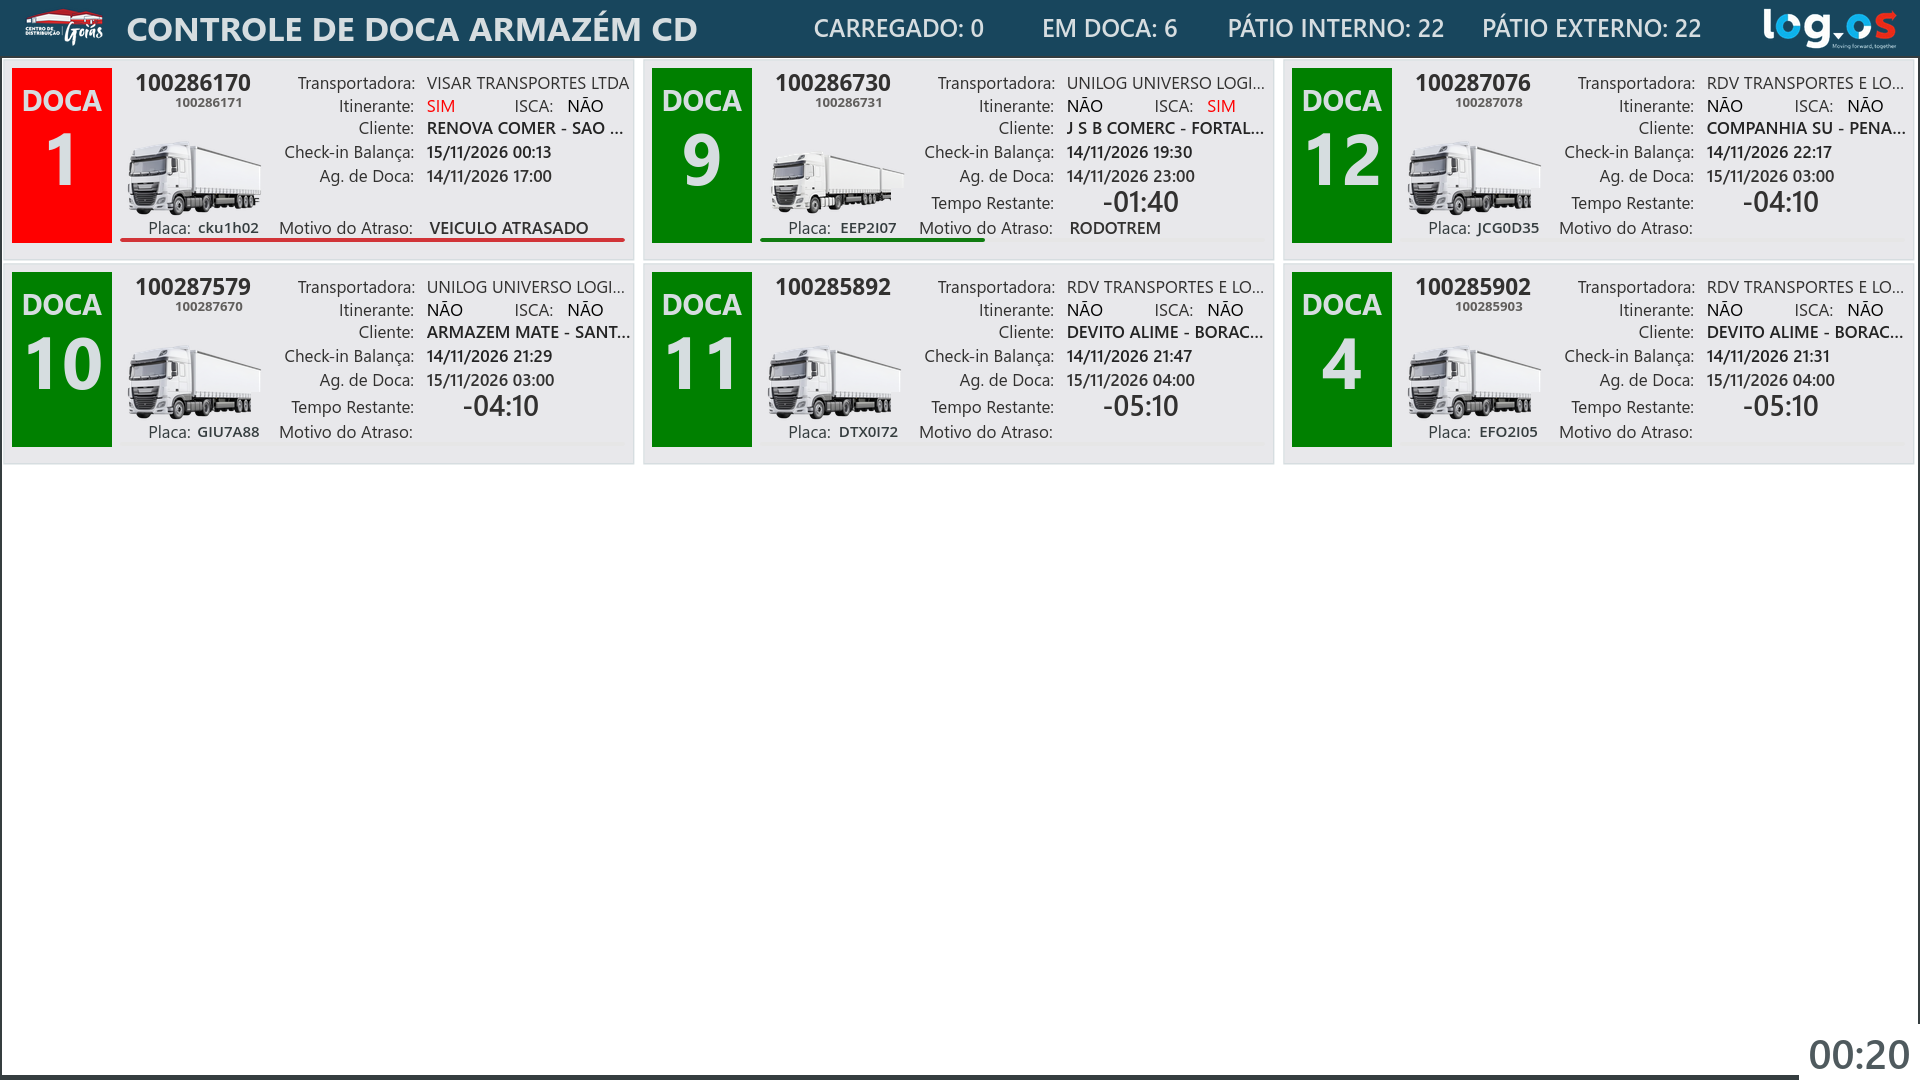 CENTRO DE DISTRIBUIÇÃO Goiás
CONTROLE DE DOCA ARMAZÉM CD
CARREGADO: 0
EM DOCA: 6
PÁTIO INTERNO: 22
PÁTIO EXTERNO: 22
log.os
Moving forward, together
DOCA
1
100286170
100286171
Transportadora: VISAR TRANSPORTES LTDA
Itinerante: SIM ISCA: NÃO
Cliente: RENOVA COMER - SAO ...
Check-in Balança: 15/11/2026 00:13
Ag. de Doca: 14/11/2026 17:00
Placa: cku1h02 Motivo do Atraso: VEICULO ATRASADO
DOCA
9
100286730
100286731
Transportadora: UNILOG UNIVERSO LOGI...
Itinerante: NÃO ISCA: SIM
Cliente: J S B COMERC - FORTAL...
Check-in Balança: 14/11/2026 19:30
Ag. de Doca: 14/11/2026 23:00
Tempo Restante: -01:40
Placa: EEP2I07 Motivo do Atraso: RODOTREM
DOCA
12
100287076
100287078
Transportadora: RDV TRANSPORTES E LO...
Itinerante: NÃO ISCA: NÃO
Cliente: COMPANHIA SU - PENA...
Check-in Balança: 14/11/2026 22:17
Ag. de Doca: 15/11/2026 03:00
Tempo Restante: -04:10
Placa: JCG0D35 Motivo do Atraso:
DOCA
10
100287579
100287670
Transportadora: UNILOG UNIVERSO LOGI...
Itinerante: NÃO ISCA: NÃO
Cliente: ARMAZEM MATE - SANT...
Check-in Balança: 14/11/2026 21:29
Ag. de Doca: 15/11/2026 03:00
Tempo Restante: -04:10
Placa: GIU7A88 Motivo do Atraso:
DOCA
11
100285892
Transportadora: RDV TRANSPORTES E LO...
Itinerante: NÃO ISCA: NÃO
Cliente: DEVITO ALIME - BORAC...
Check-in Balança: 14/11/2026 21:47
Ag. de Doca: 15/11/2026 04:00
Tempo Restante: -05:10
Placa: DTX0I72 Motivo do Atraso:
DOCA
4
100285902
100285903
Transportadora: RDV TRANSPORTES E LO...
Itinerante: NÃO ISCA: NÃO
Cliente: DEVITO ALIME - BORAC...
Check-in Balança: 14/11/2026 21:31
Ag. de Doca: 15/11/2026 04:00
Tempo Restante: -05:10
Placa: EFO2I05 Motivo do Atraso:
00:20